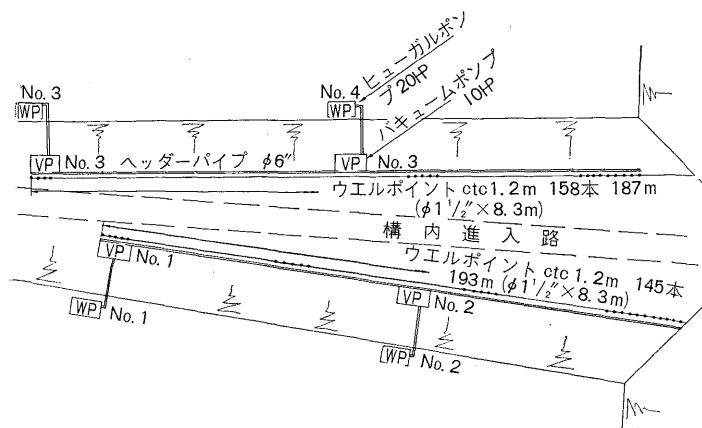 No. 3
WP
No. 4
WP
ヒューガルポン
プ 20HP
バキュームポンプ
10HP
VP No. 3 ヘッダーパイプ φ6″ VP No. 3
ウエルポイント ctc 1.2m 158本 187m
(φ1 1/2″×8.3m)
構内進入路
VP No. 1
ウエルポイント ctc 1.2m 145本
193m (φ1 1/2″×8.3m)
VP No. 2
WP No. 1
WP No. 2